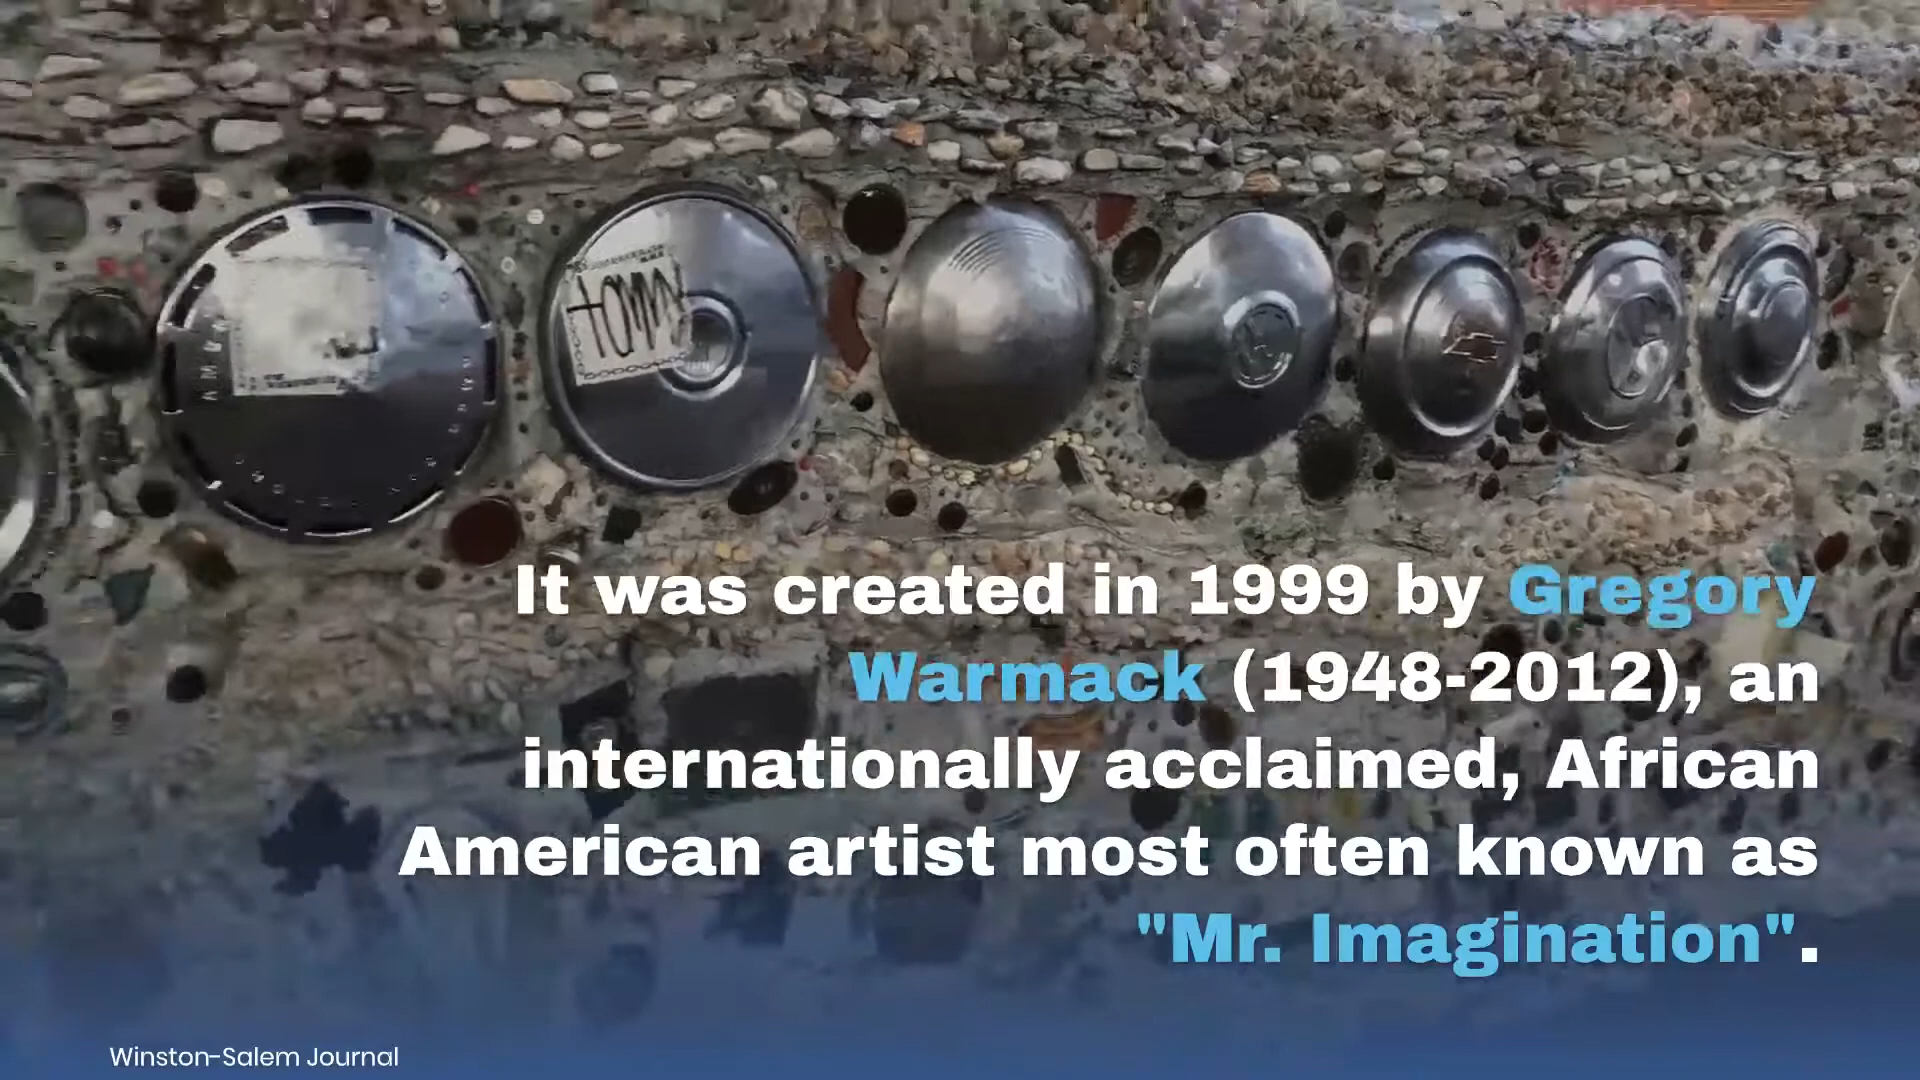 TOMM
It was created in 1999 by Gregory
Warmack (1948-2012), an
internationally acclaimed, African
American artist most often known as
"Mr. Imagination".
Winston-Salem Journal